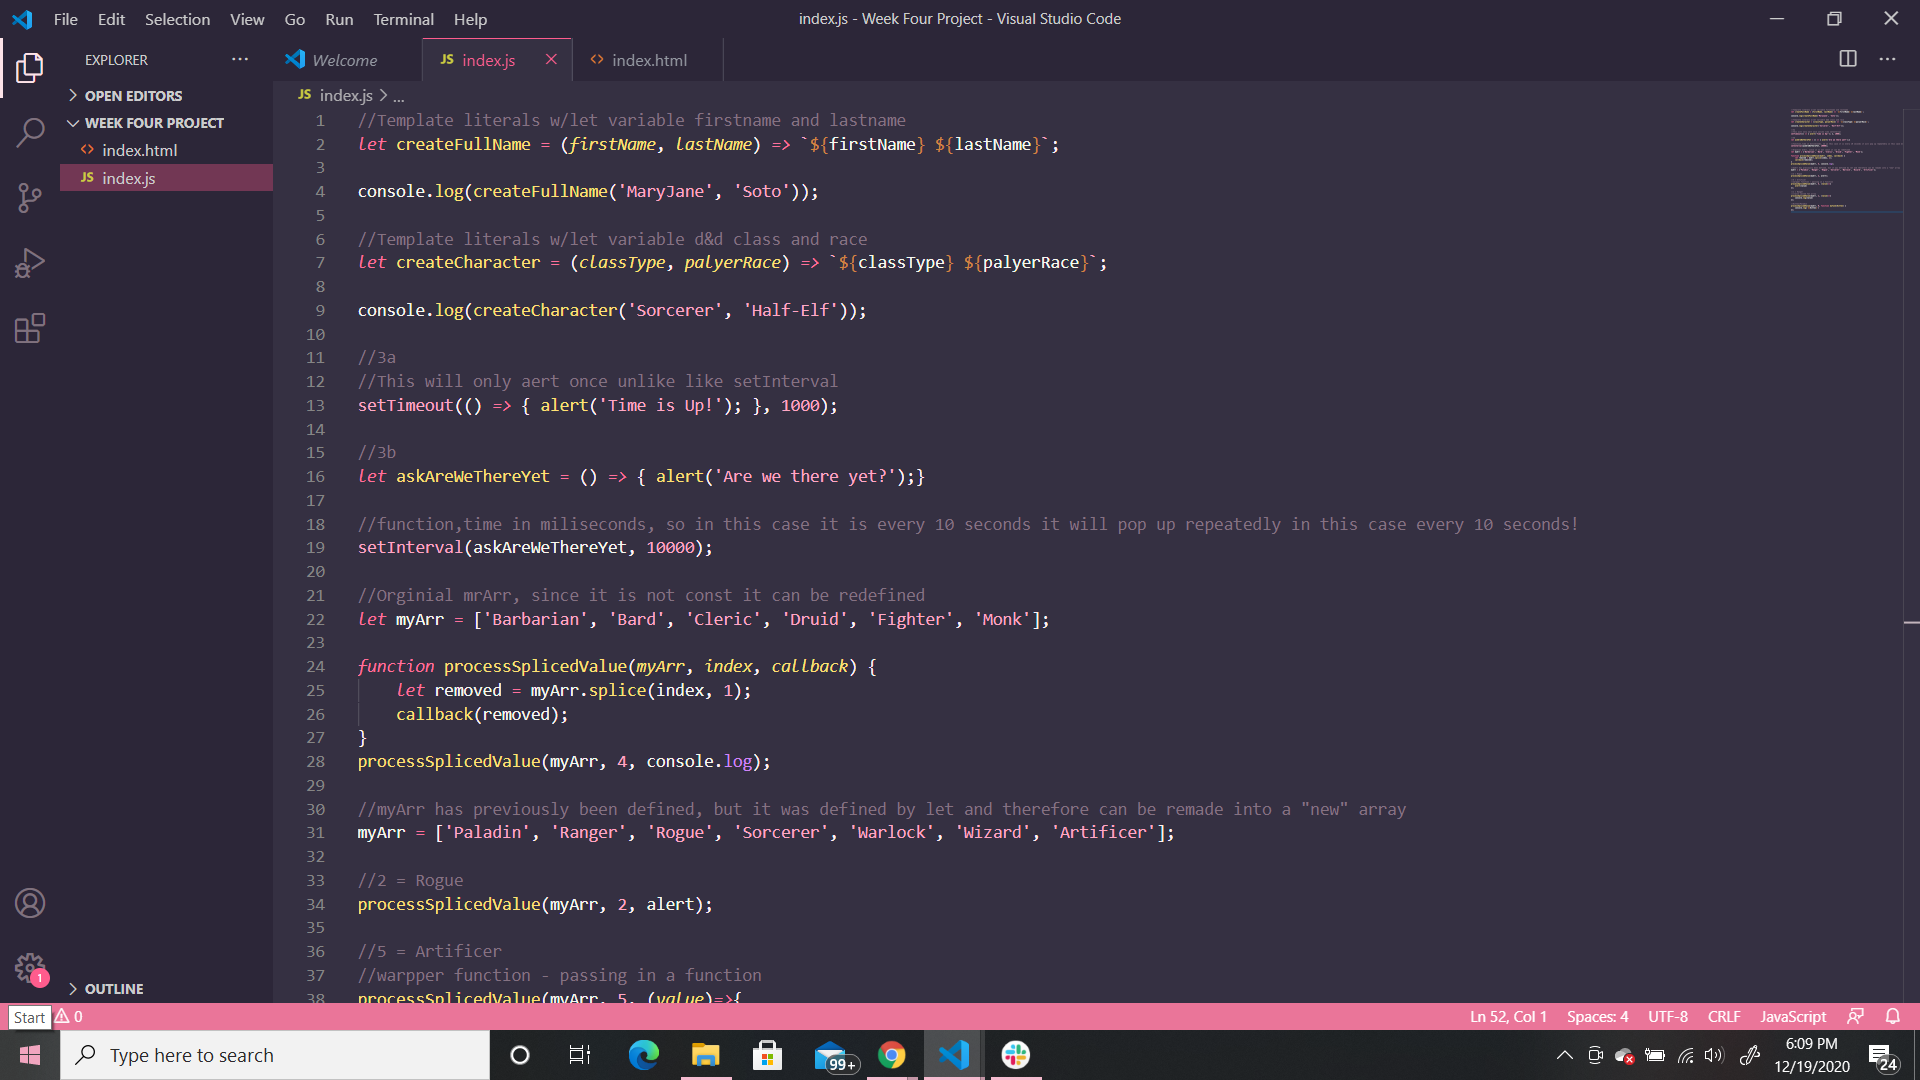 File Edit Selection View Go Run Terminal Help
index.js - Week Four Project - Visual Studio Code
EXPLORER ...
OPEN EDITORS
WEEK FOUR PROJECT
<> index.html
JS index.js
OUTLINE
Welcome
JS index.js
<> index.html
JS index.js > ...
1 //Template literals w/let variable firstname and lastname
2 let createFullName = (firstName, lastName) => `${firstName} ${lastName}`;
3
4 console.log(createFullName('MaryJane', 'Soto'));
5
6 //Template literals w/let variable d&d class and race
7 let createCharacter = (classType, palyerRace) => `${classType} ${palyerRace}`;
8
9 console.log(createCharacter('Sorcerer', 'Half-Elf'));
10
11 //3a
12 //This will only aert once unlike like setInterval
13 setTimeout(() => { alert('Time is Up!'); }, 1000);
14
15 //3b
16 let askAreWeThereYet = () => { alert('Are we there yet?');}
17
18 //function,time in miliseconds, so in this case it is every 10 seconds it will pop up repeatedly in this case every 10 seconds!
19 setInterval(askAreWeThereYet, 10000);
20
21 //Orginial mrArr, since it is not const it can be redefined
22 let myArr = ['Barbarian', 'Bard', 'Cleric', 'Druid', 'Fighter', 'Monk'];
23
24 function processSplicedValue(myArr, index, callback) {
25 let removed = myArr.splice(index, 1);
26 callback(removed);
27 }
28 processSplicedValue(myArr, 4, console.log);
29
30 //myArr has previously been defined, but it was defined by let and therefore can be remade into a "new" array
31 myArr = ['Paladin', 'Ranger', 'Rogue', 'Sorcerer', 'Warlock', 'Wizard', 'Artificer'];
32
33 //2 = Rogue
34 processSplicedValue(myArr, 2, alert);
35
36 //5 = Artificer
37 //warpper function - passing in a function
38 processSplicedValue(myArr, 5, (value)=>{
1
Start 0
Ln 52, Col 1 Spaces: 4 UTF-8 CRLF JavaScript
Type here to search
99+
6:09 PM
12/19/2020
24